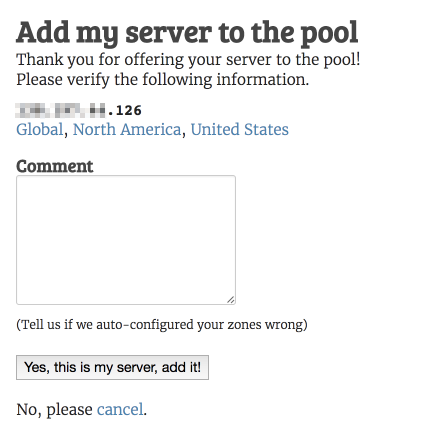 Add my server to the pool
Thank you for offering your server to the pool!
Please verify the following information.
.126
Global, North America, United States
Comment
(Tell us if we auto-configured your zones wrong)
Yes, this is my server, add it!
No, please cancel.